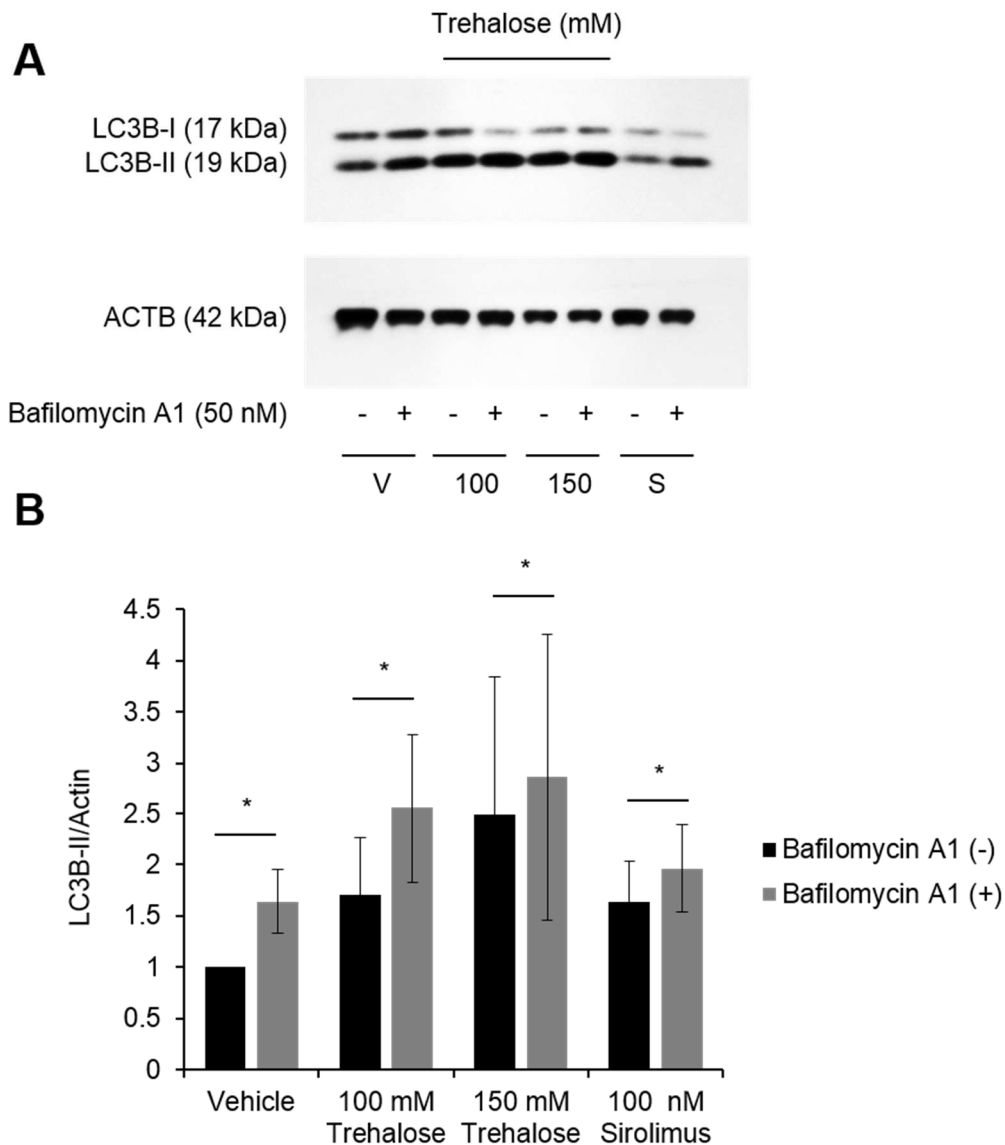 A
Trehalose (mM)
LC3B-I (17 kDa)
LC3B-II (19 kDa)
ACTB (42 kDa)
Bafilomycin A1 (50 nM) - + - + - + - +
V 100 150 S
B
LC3B-II/Actin
4.5
4
3.5
3
2.5
2
1.5
1
0.5
0
* * * *
Vehicle 100 mM Trehalose 150 mM Trehalose 100 nM Sirolimus
Bafilomycin A1 (-)
Bafilomycin A1 (+)